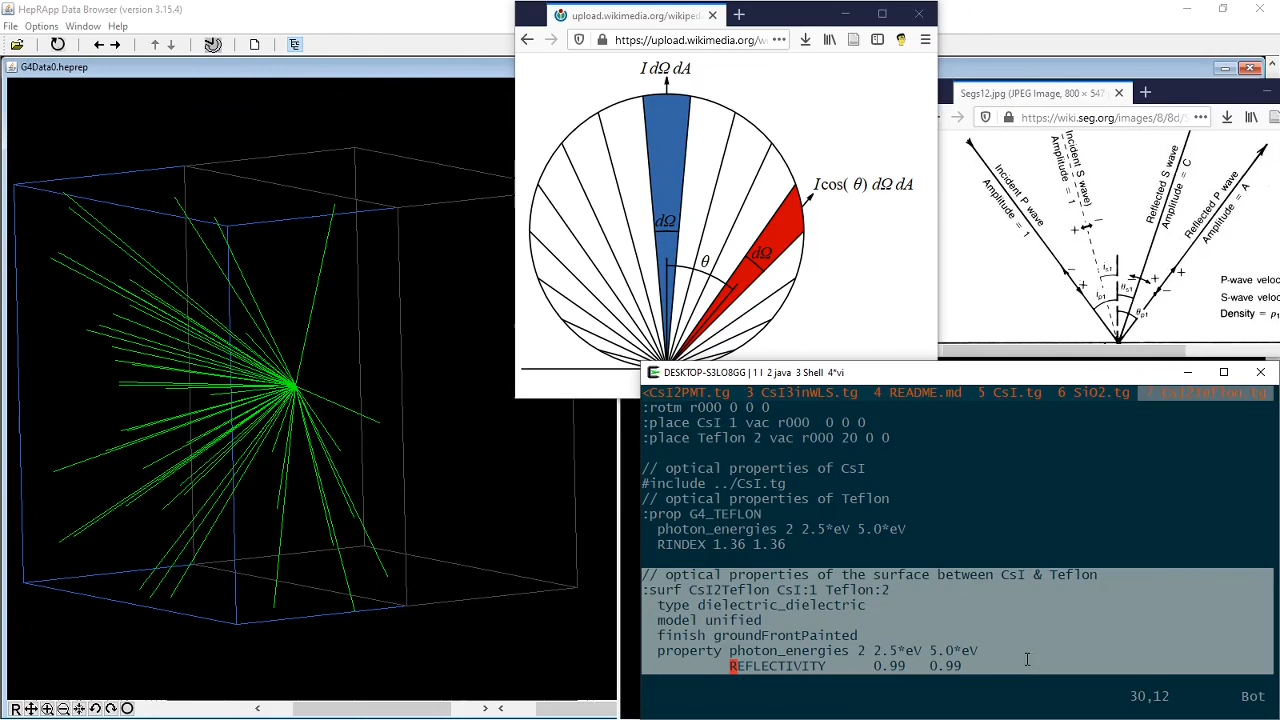 HepRApp Data Browser (version 3.15.4)
File Options Window Help
G4Data0.heprep
upload.wikimedia.org/wikiped
https://upload.wikimedia.org/wi
I dΩ dA
I cos( θ) dΩ dA
dΩ
dΩ
θ
Segs12.jpg (JPEG Image, 800 × 547
https://wiki.seg.org/images/8/8d/S
Incident P wave
Amplitude = 1
Incident S wave)
Amplitude = 1
Reflected S wave
Amplitude = C
Reflected P wave
Amplitude = A
P-wave veloc
S-wave veloc
Density = ρ1
DESKTOP-S3LO8GG | 1 l 2 java 3 Shell 4*vi
<CsI2PMT.tg 3 CsI3inWLS.tg 4 README.md 5 CsI.tg 6 SiO2.tg 7 CsI2Teflon.tg
:rotm r000 0 0 0
:place CsI 1 vac r000 0 0 0
:place Teflon 2 vac r000 20 0 0
// optical properties of CsI
#include ../CsI.tg
// optical properties of Teflon
:prop G4_TEFLON
photon_energies 2 2.5*eV 5.0*eV
RINDEX 1.36 1.36
// optical properties of the surface between CsI & Teflon
:surf CsI2Teflon CsI:1 Teflon:2
type dielectric_dielectric
model unified
finish groundFrontPainted
property photon_energies 2 2.5*eV 5.0*eV
REFLECTIVITY 0.99 0.99
30,12 Bot